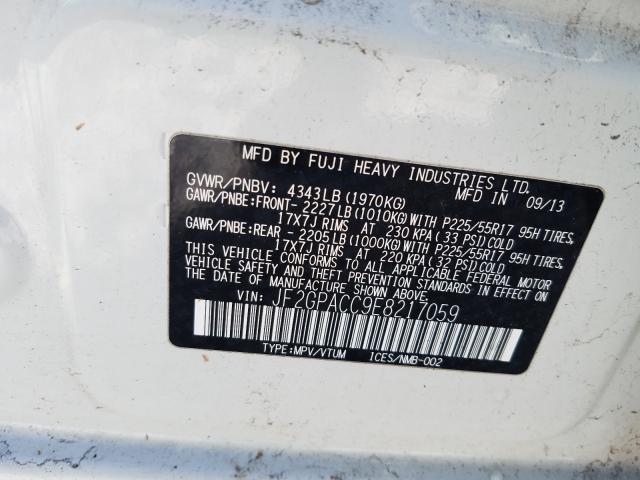 MFD BY FUJI HEAVY INDUSTRIES LTD.
MFD IN 09/13
GVWR/PNBV: 4343LB(1970KG)
GAWR/PNBE:FRONT-2227LB(1010KG)WITH P225/55R17 95H TIRES,
17X7J RIMS AT 230 KPA(33 PSI)COLD
GAWR/PNBE:REAR -2205LB(1000KG)WITH P225/55R17 95H TIRES,
17X7J RIMS AT 220 KPA(32 PSI)COLD
THIS VEHICLE CONFORMS TO ALL APPLICABLE FEDERAL MOTOR
VEHICLE SAFETY AND THEFT PREVENTION STANDARDS IN EFFECT ON
THE DATE OF MANUFACTURE SHOWN ABOVE.
VIN: JF2GPACC9E8217059
TYPE:MPV/VTUM ICES/NMB-002